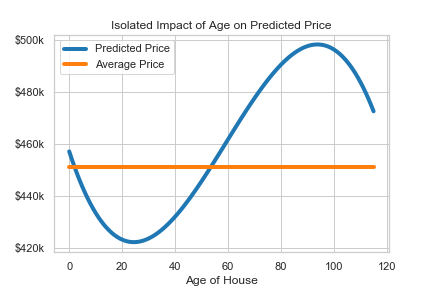 Isolated Impact of Age on Predicted Price
$500k
$480k
$460k
$440k
$420k
Predicted Price
Average Price
0 20 40 60 80 100 120
Age of House